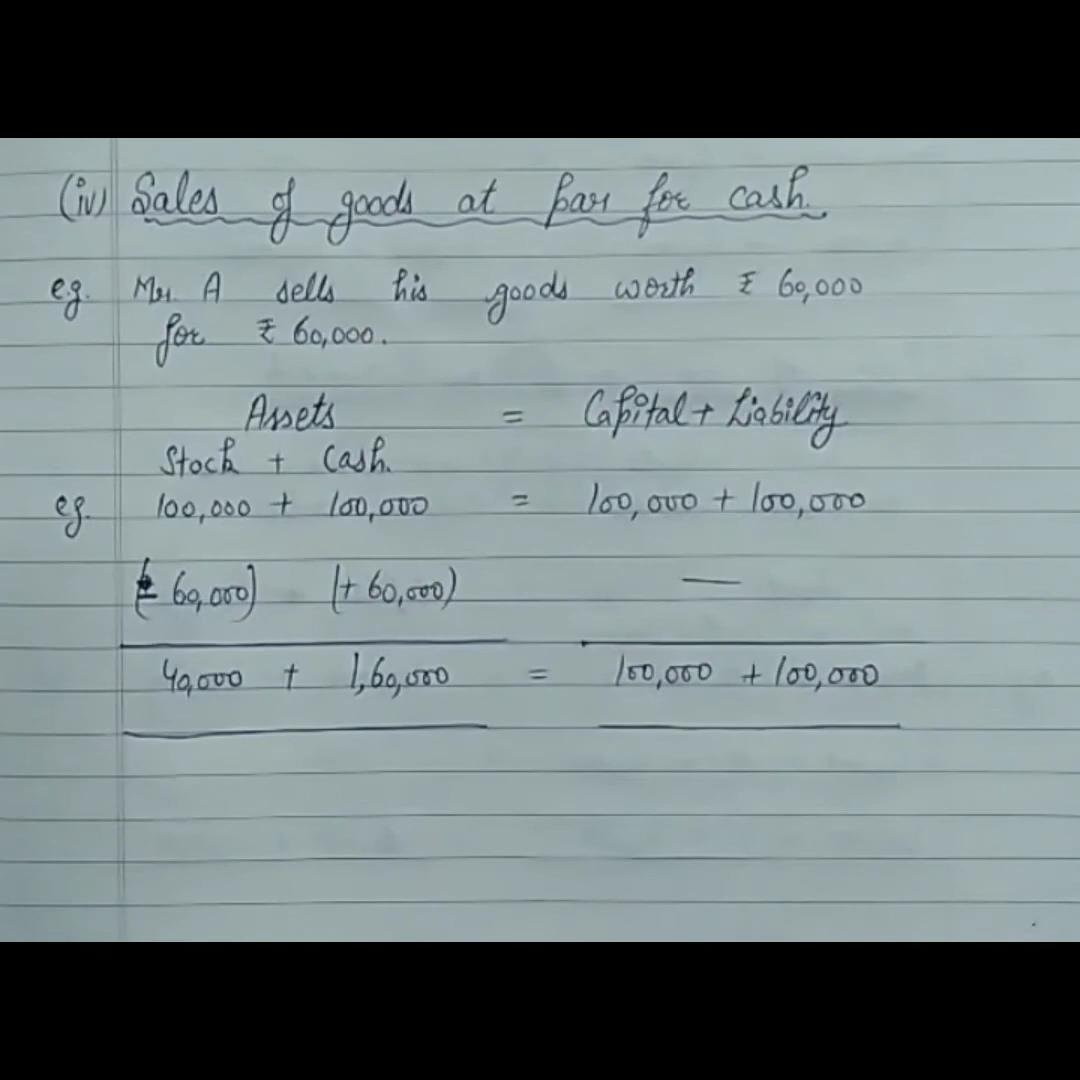 (iv) Sales of goods at par for cash.
e.g. Mr. A sells his goods worth ₹ 60,000
for ₹ 60,000.
Assets = Capital + Liability
Stock + Cash.
eg. 100,000 + 100,000 = 100,000 + 100,000
(- 60,000) (+ 60,000) —
40,000 + 1,60,000 = 100,000 + 100,000